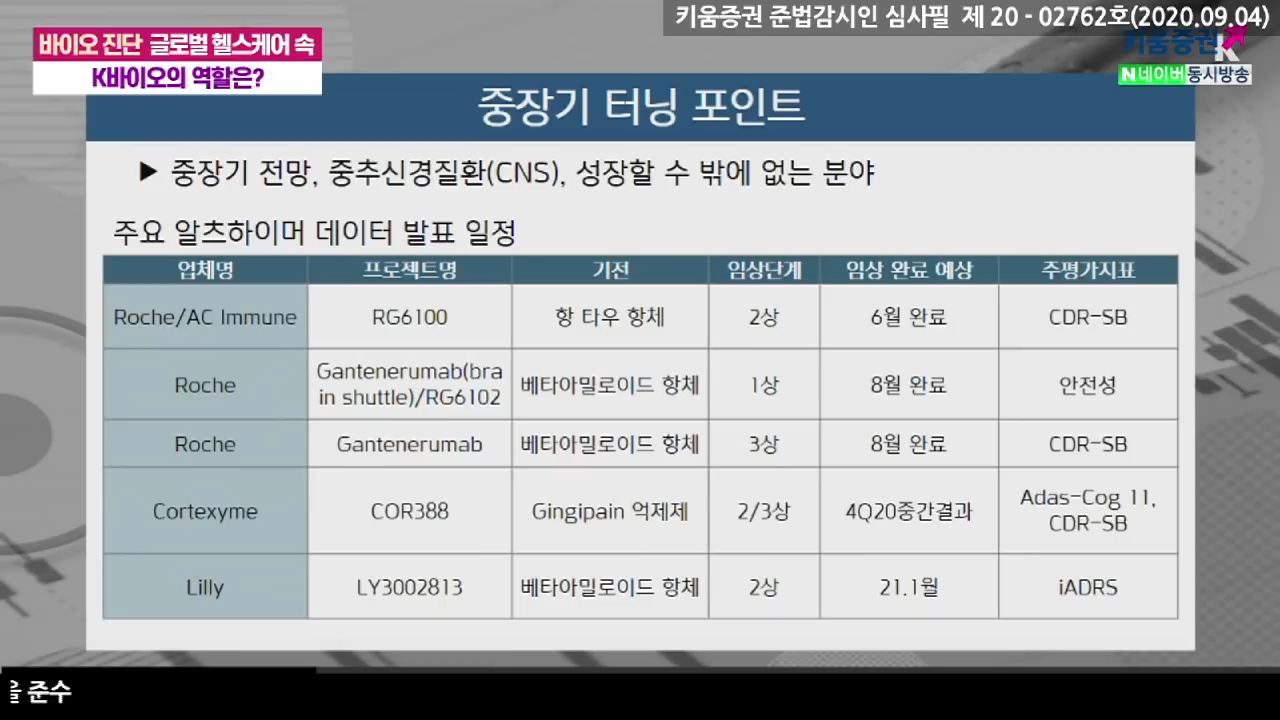 키움증권 준법감시인 심사필 제 20 - 02762호(2020.09.04)
바이오 진단 글로벌 헬스케어 속
K바이오의 역할은?
키움증권
N네이버 동시방송
중장기 터닝 포인트
▶ 중장기 전망, 중추신경질환(CNS), 성장할 수 밖에 없는 분야
주요 알츠하이머 데이터 발표 일정
업체명 프로젝트명 기전 임상단계 임상 완료 예상 주평가지표
Roche/AC Immune RG6100 항 타우 항체 2상 6월 완료 CDR-SB
Roche Gantenerumab(bra
in shuttle)/RG6102 베타아밀로이드 항체 1상 8월 완료 안전성
Roche Gantenerumab 베타아밀로이드 항체 3상 8월 완료 CDR-SB
Cortexyme COR388 Gingipain 억제제 2/3상 4Q20중간결과 Adas-Cog 11,
CDR-SB
Lilly LY3002813 베타아밀로이드 항체 2상 21.1월 iADRS
준수